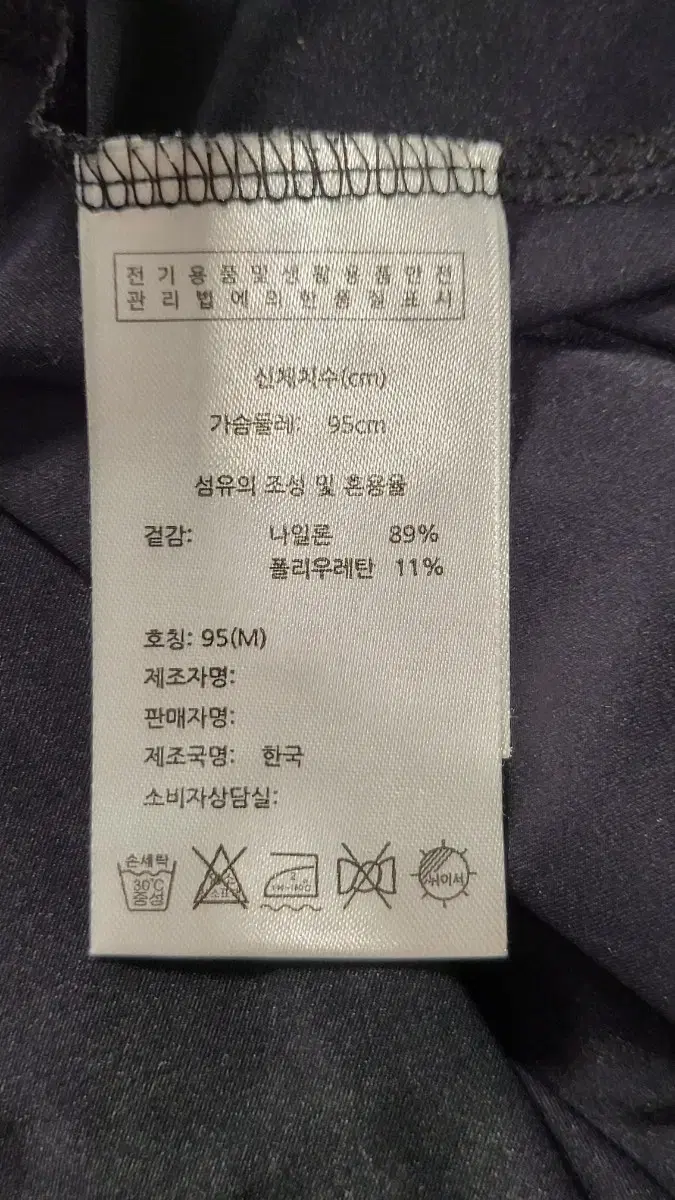 전기용품및생활용품안전
관리법에의한품질표시
신체치수(cm)
가슴둘레: 95cm
섬유의 조성 및 혼용율
겉감: 나일론 89%
폴리우레탄 11%
호칭: 95(M)
제조자명:
판매자명:
제조국명: 한국
소비자상담실:
손세탁
30℃
중성
뉘어서